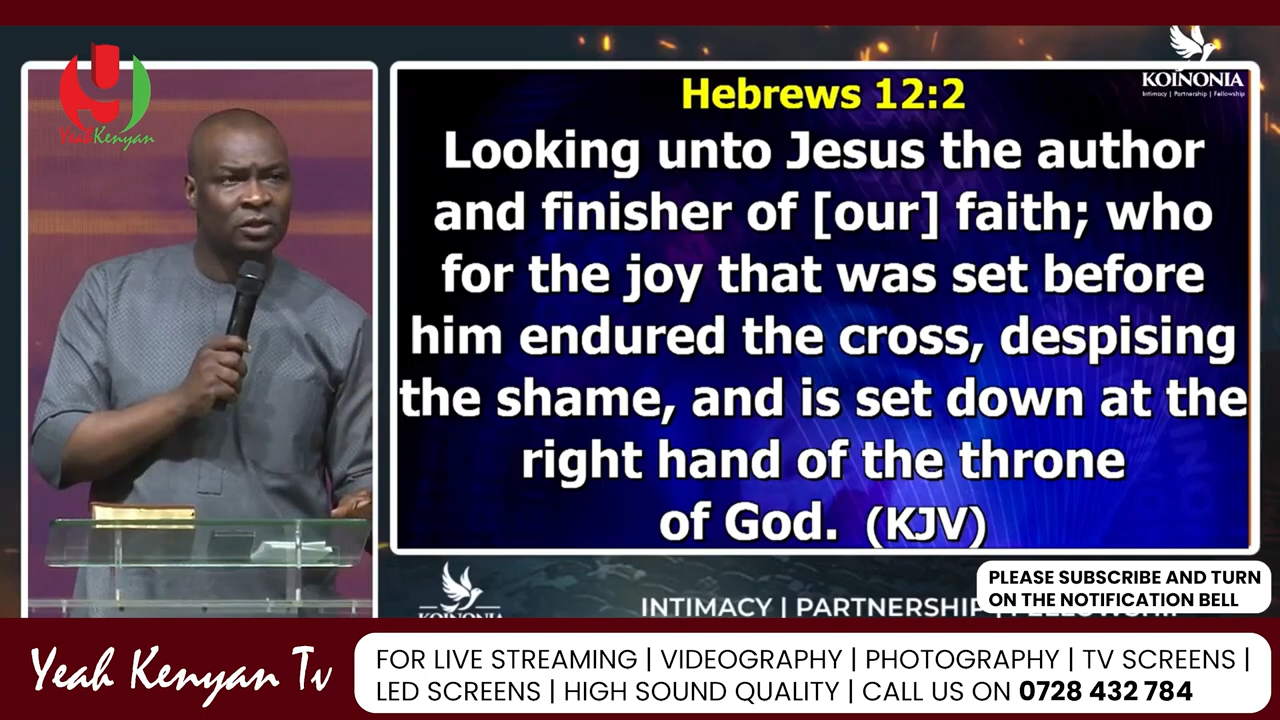 YeahKenyan
KOINONIA
Intimacy | Partnership | Fellowship
Hebrews 12:2
Looking unto Jesus the author
and finisher of [our] faith; who
for the joy that was set before
him endured the cross, despising
the shame, and is set down at the
right hand of the throne
of God. (KJV)
KOINONIA
INTIMACY | PARTNERSHIP
PLEASE SUBSCRIBE AND TURN
ON THE NOTIFICATION BELL
Yeah Kenyan Tv
FOR LIVE STREAMING | VIDEOGRAPHY | PHOTOGRAPHY | TV SCREENS |
LED SCREENS | HIGH SOUND QUALITY | CALL US ON 0728 432 784